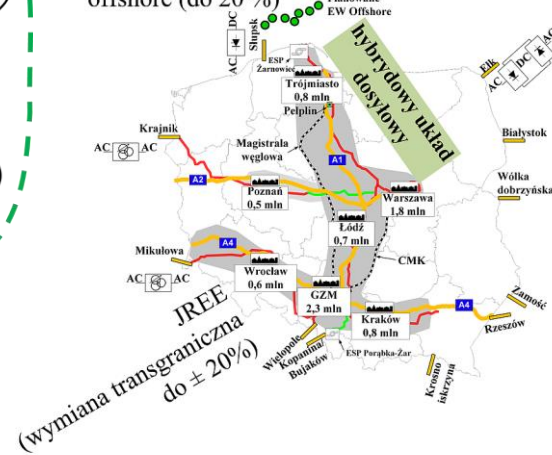 offshore (do 20 %)
Planowane
EW Offshore
AC DC
Słupsk
ESP
Żarnowiec
Trójmiasto
0,8 mln
Pelplin
hybrydowy układ
dosyłowy
Ełk
AC DC
DC AC
Krajnik
AC AC
Magistrala
węglowa
A1
Białystok
A2
Poznań
0,5 mln
Warszawa
1,8 mln
Wólka
dobrzyńska
Łódź
0,7 mln
Mikułowa
AC AC
A4
Wrocław
0,6 mln
CMK
GZM
2,3 mln
Kraków
0,8 mln
A4
Zamość
Rzeszów
JREE
(wymiana transgraniczna
do ± 20%)
Wielopole
Kopanina
Bujaków
ESP Porąbka-Żar
Krosno
iskrzyna